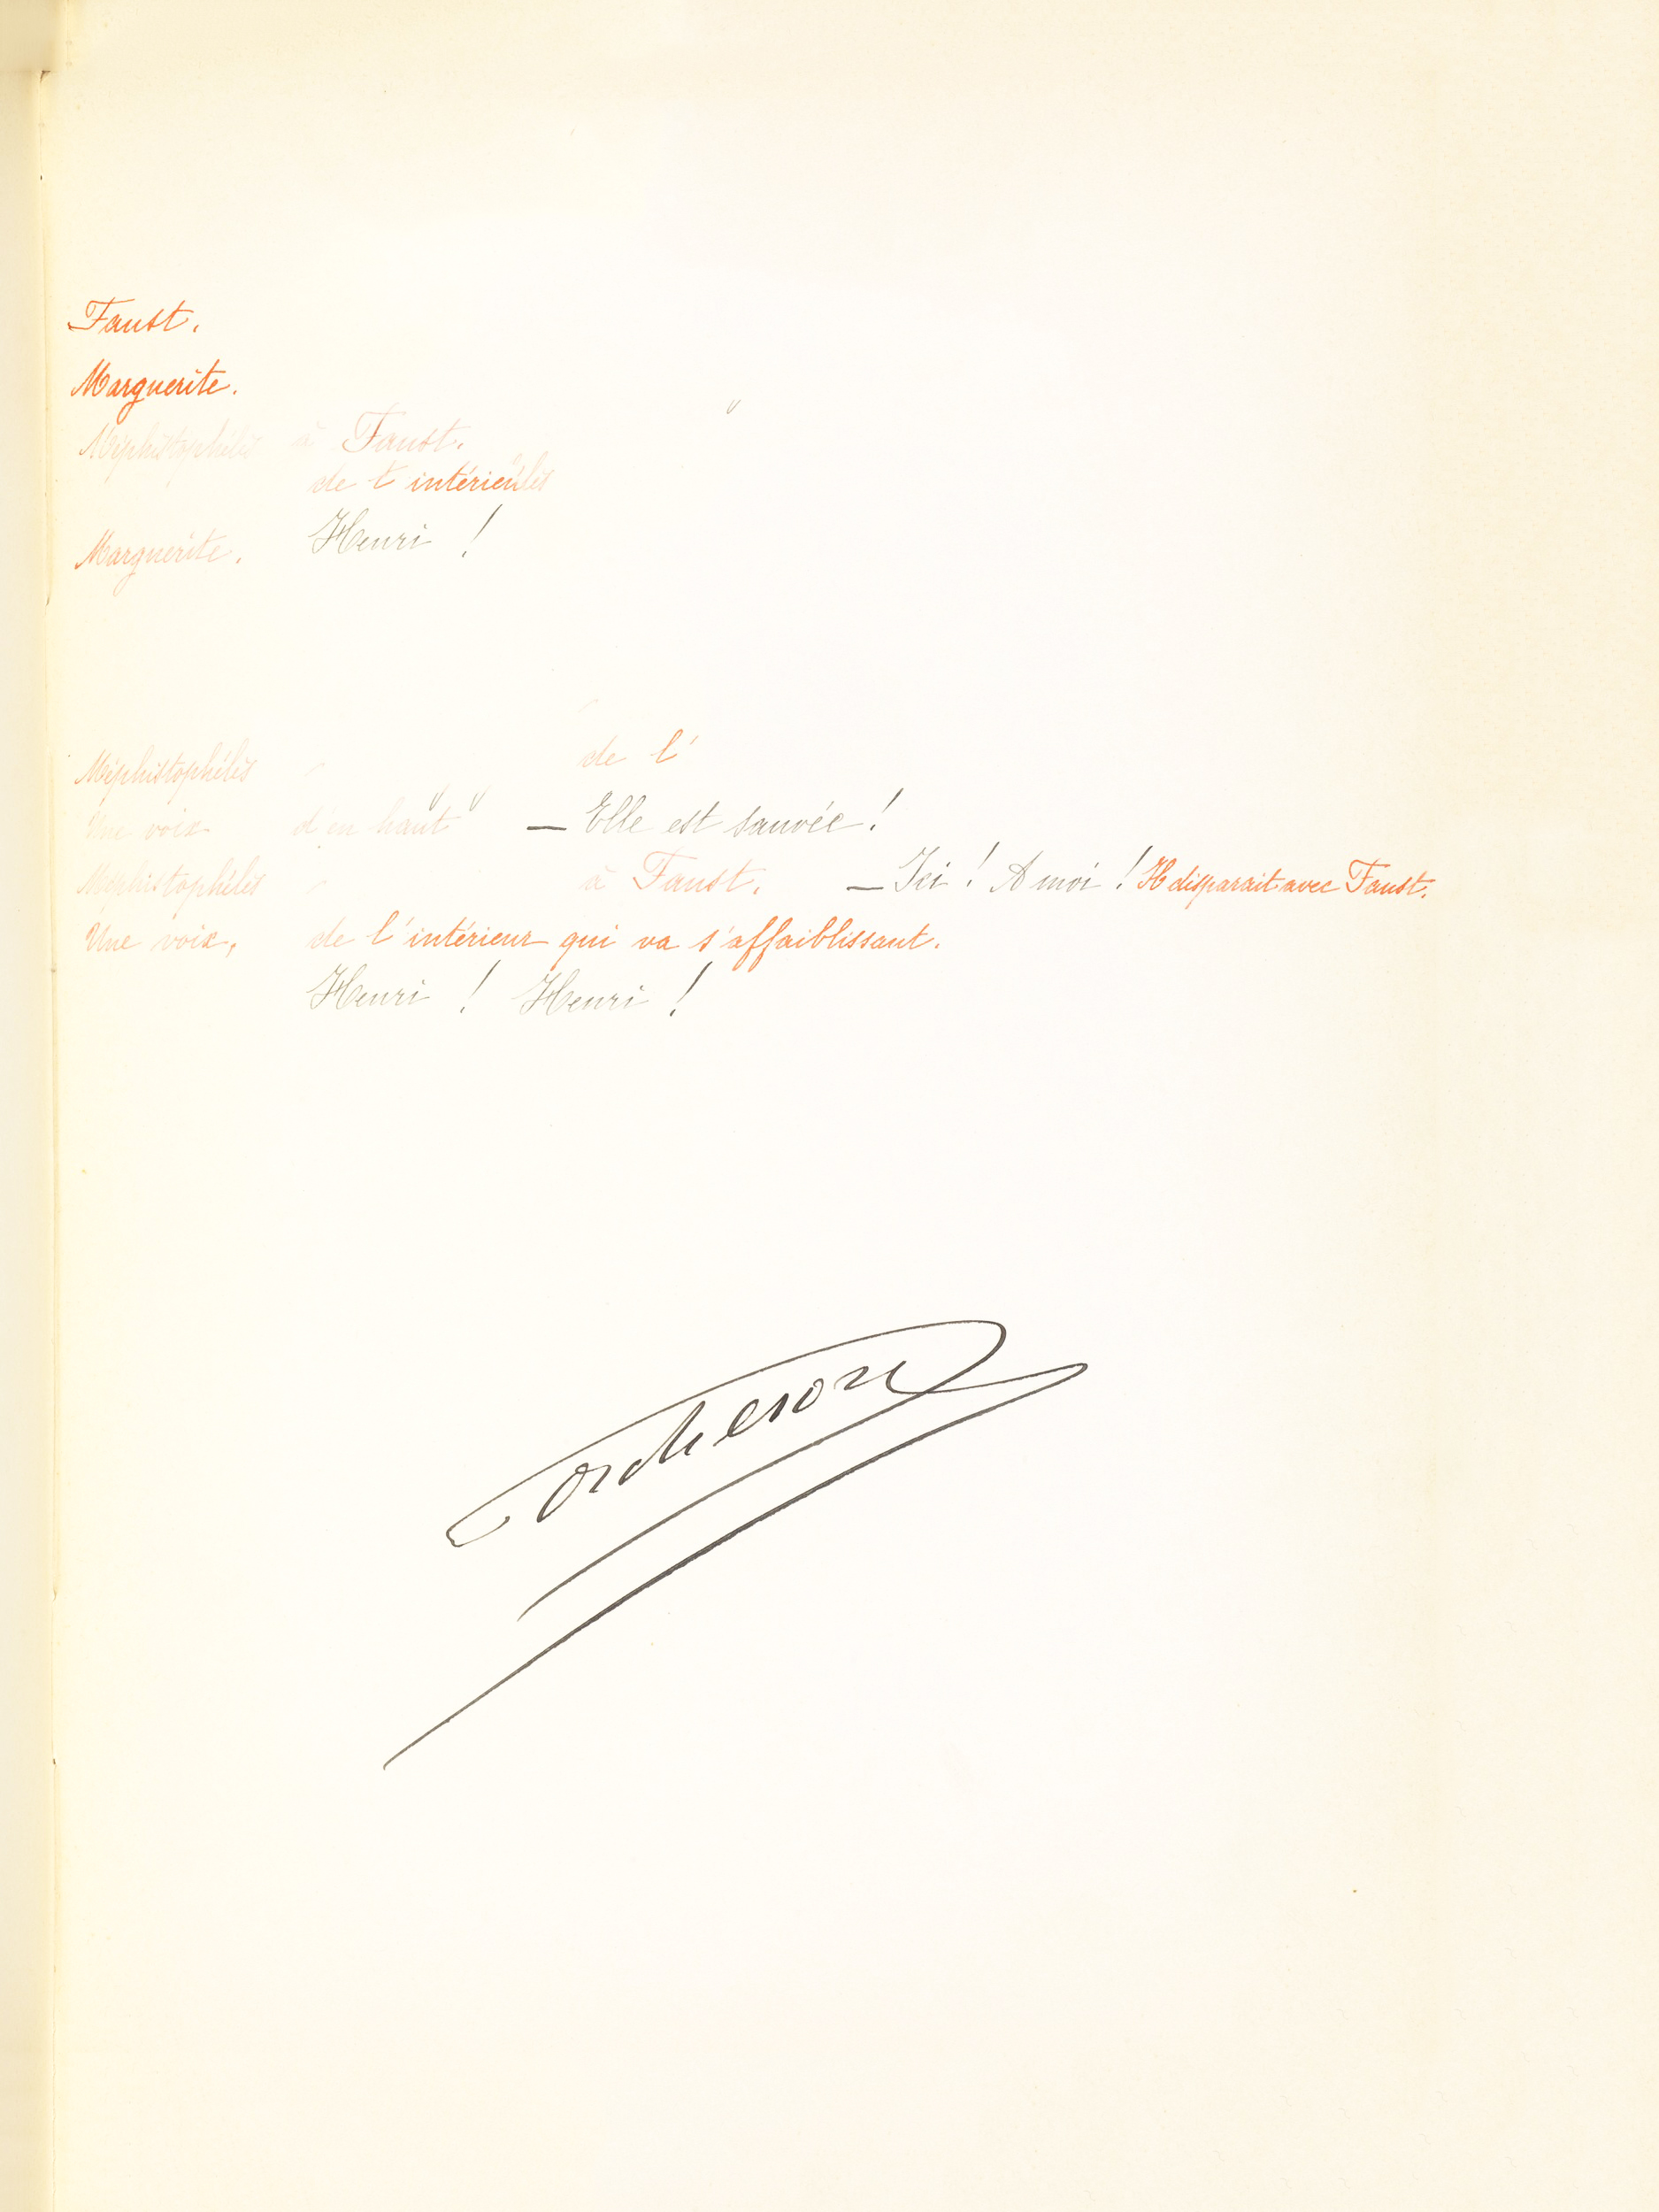 Faust.
Marguerite.
Méphistophélès à Faust.
de l'intérieur
Henri !
Marguerite.
de l'
Méphistophélès
Une voix d'en haut — Elle est sauvée !
Méphistophélès à Faust. — Ici ! A moi ! Il disparait avec Faust.
Une voix, de l'intérieur qui va s'affaiblissant.
Henri ! Henri !